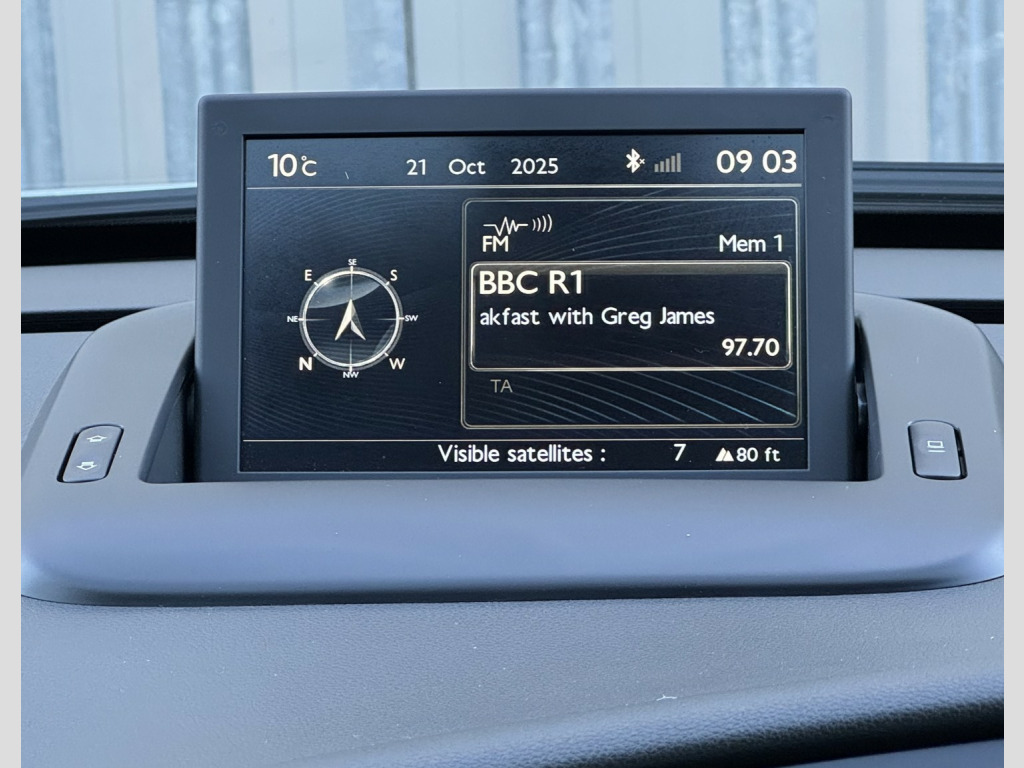 10°C 21 Oct 2025 09 03
FM Mem 1
BBC R1
akfast with Greg James
97.70
TA
SE
E S
NE SW
N W
NW
Visible satellites : 7 80 ft